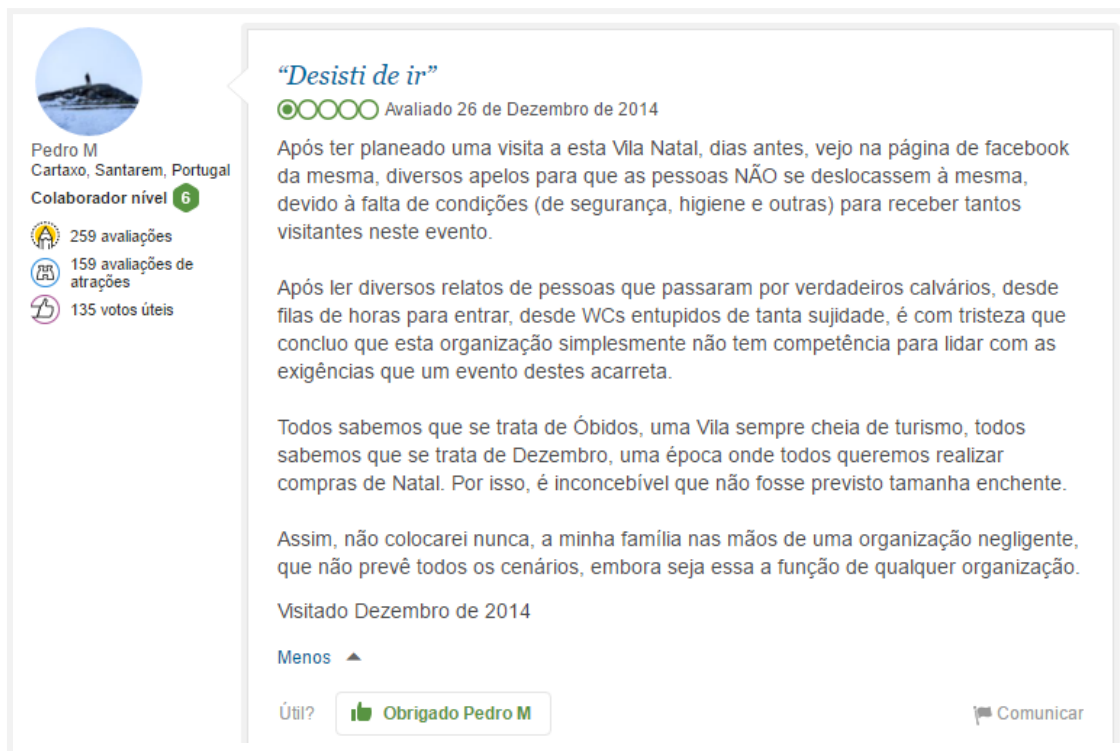 Pedro M
Cartaxo, Santarem, Portugal
Colaborador nível 6
259 avaliações
159 avaliações de
atrações
135 votos úteis
“Desisti de ir”
Avaliado 26 de Dezembro de 2014
Após ter planeado uma visita a esta Vila Natal, dias antes, vejo na página de facebook
da mesma, diversos apelos para que as pessoas NÃO se deslocassem à mesma,
devido à falta de condições (de segurança, higiene e outras) para receber tantos
visitantes neste evento.
Após ler diversos relatos de pessoas que passaram por verdadeiros calvários, desde
filas de horas para entrar, desde WCs entupidos de tanta sujidade, é com tristeza que
concluo que esta organização simplesmente não tem competência para lidar com as
exigências que um evento destes acarreta.
Todos sabemos que se trata de Óbidos, uma Vila sempre cheia de turismo, todos
sabemos que se trata de Dezembro, uma época onde todos queremos realizar
compras de Natal. Por isso, é inconcebível que não fosse previsto tamanha enchente.
Assim, não colocarei nunca, a minha família nas mãos de uma organização negligente,
que não prevê todos os cenários, embora seja essa a função de qualquer organização.
Visitado Dezembro de 2014
Menos
Útil?
Obrigado Pedro M
Comunicar